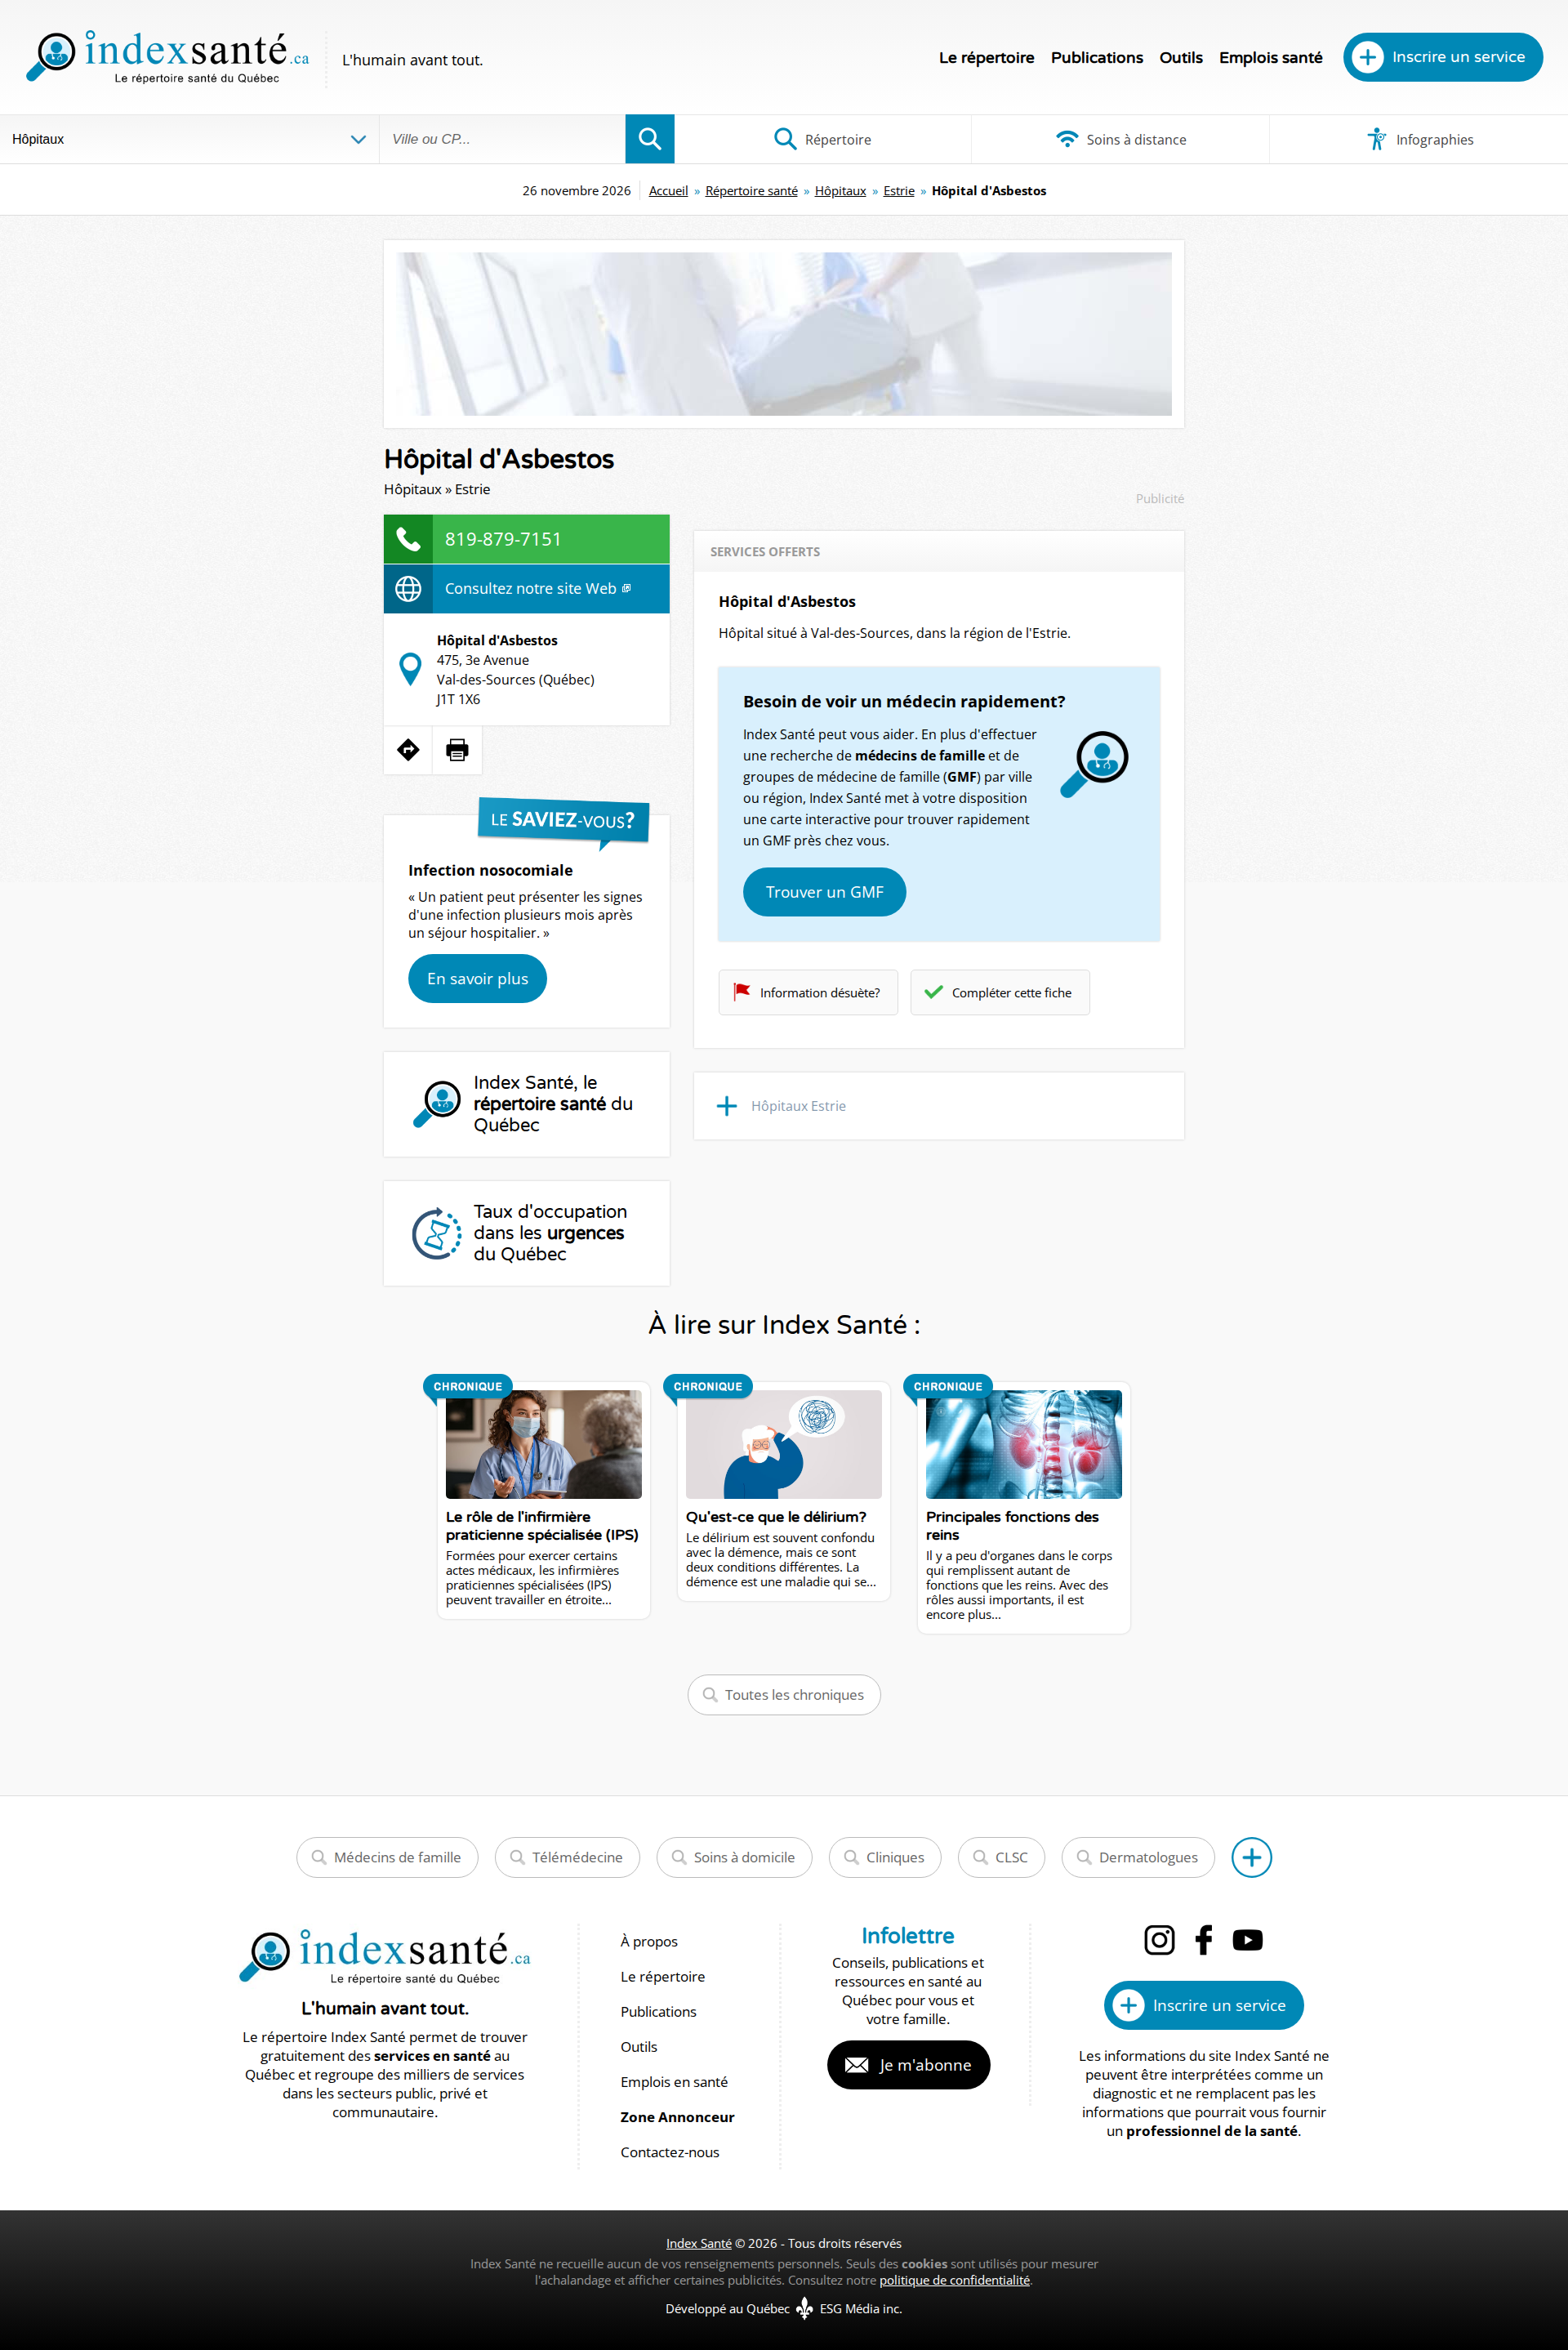 indexsanté.ca
Le répertoire santé du Québec
L'humain avant tout.
Le répertoire
Publications
Outils
Emplois santé
Inscrire un service
Hôpitaux
Ville ou CP...
Répertoire
Soins à distance
Infographies
26 novembre 2026
Accueil » Répertoire santé » Hôpitaux » Estrie » Hôpital d'Asbestos
Hôpital d'Asbestos
Hôpitaux » Estrie
Publicité
819-879-7151
Consultez notre site Web
Hôpital d'Asbestos
475, 3e Avenue
Val-des-Sources (Québec)
J1T 1X6
LE SAVIEZ-VOUS?
Infection nosocomiale
« Un patient peut présenter les signes
d'une infection plusieurs mois après
un séjour hospitalier. »
En savoir plus
Index Santé, le
répertoire santé du
Québec
Taux d'occupation
dans les urgences
du Québec
SERVICES OFFERTS
Hôpital d'Asbestos
Hôpital situé à Val-des-Sources, dans la région de l'Estrie.
Besoin de voir un médecin rapidement?
Index Santé peut vous aider. En plus d'effectuer
une recherche de médecins de famille et de
groupes de médecine de famille (GMF) par ville
ou région, Index Santé met à votre disposition
une carte interactive pour trouver rapidement
un GMF près chez vous.
Trouver un GMF
Information désuète?
Compléter cette fiche
Hôpitaux Estrie
À lire sur Index Santé :
CHRONIQUE
Le rôle de l'infirmière
praticienne spécialisée (IPS)
Formées pour exercer certains
actes médicaux, les infirmières
praticiennes spécialisées (IPS)
peuvent travailler en étroite...
CHRONIQUE
Qu'est-ce que le délirium?
Le délirium est souvent confondu
avec la démence, mais ce sont
deux conditions différentes. La
démence est une maladie qui se...
CHRONIQUE
Principales fonctions des
reins
Il y a peu d'organes dans le corps
qui remplissent autant de
fonctions que les reins. Avec des
rôles aussi importants, il est
encore plus...
Toutes les chroniques
Médecins de famille
Télémédecine
Soins à domicile
Cliniques
CLSC
Dermatologues
indexsanté.ca
Le répertoire santé du Québec
L'humain avant tout.
Le répertoire Index Santé permet de trouver
gratuitement des services en santé au
Québec et regroupe des milliers de services
dans les secteurs public, privé et
communautaire.
À propos
Le répertoire
Publications
Outils
Emplois en santé
Zone Annonceur
Contactez-nous
Infolettre
Conseils, publications et
ressources en santé au
Québec pour vous et
votre famille.
Je m'abonne
Inscrire un service
Les informations du site Index Santé ne
peuvent être interprétées comme un
diagnostic et ne remplacent pas les
informations que pourrait vous fournir
un professionnel de la santé.
Index Santé © 2026 - Tous droits réservés
Index Santé ne recueille aucun de vos renseignements personnels. Seuls des cookies sont utilisés pour mesurer
l'achalandage et afficher certaines publicités. Consultez notre politique de confidentialité.
Développé au Québec ESG Média inc.